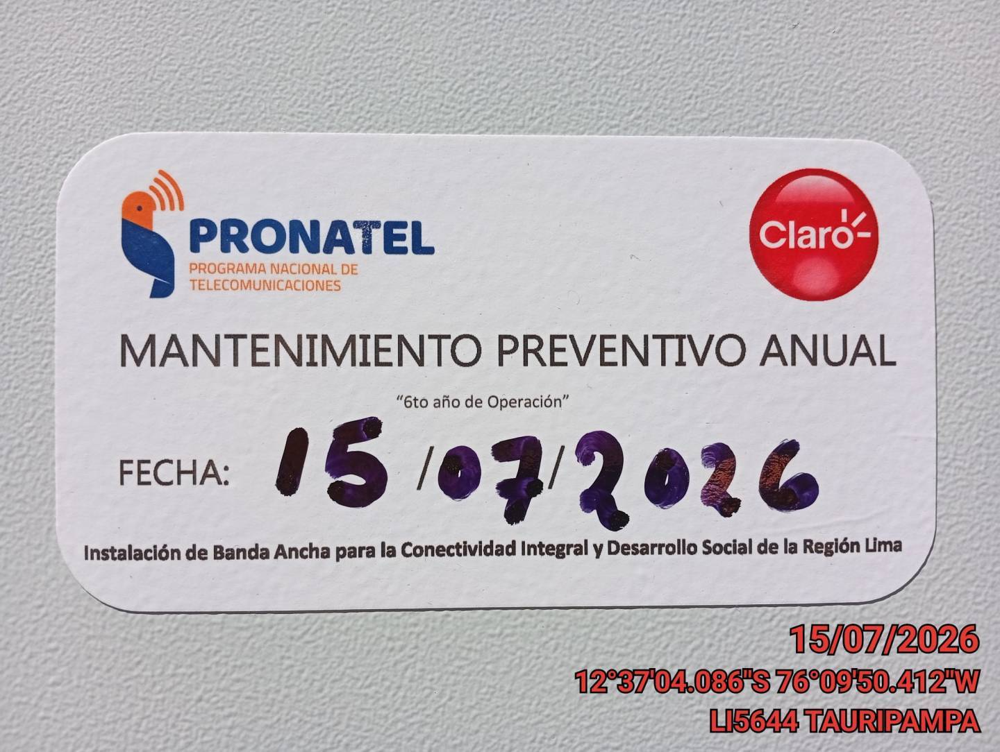 PRONATEL
PROGRAMA NACIONAL DE
TELECOMUNICACIONES
Claro
MANTENIMIENTO PREVENTIVO ANUAL
“6to año de Operación”
FECHA: 15/07/2026
Instalación de Banda Ancha para la Conectividad Integral y Desarrollo Social de la Región Lima
15/07/2026
12°37'04.086"S 76°09'50.412"W
LI5644 TAURIPAMPA